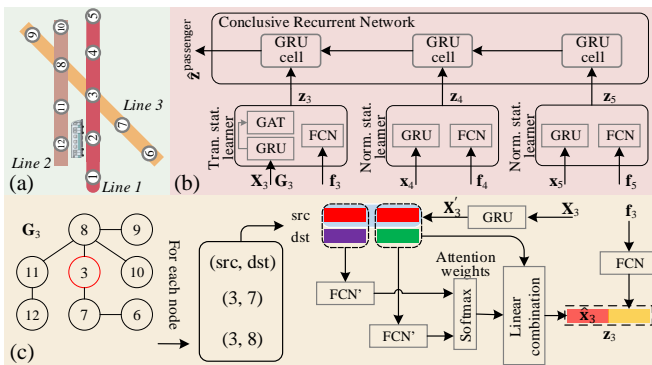 5
9
10
4
8
3
Line 3
11
7
12
2
6
Line 2
1
(a)
Line 1
Conclusive Recurrent Network
GRU cell
GRU cell
GRU cell
ẑ^passenger
z₃
z₄
z₅
Tran. stat. learner
GAT
GRU
FCN
Norm. stat. learner
GRU
FCN
Norm. stat. learner
GRU
FCN
(b)
X₃ G₃
f₃
x₄
f₄
x₅
f₅
G₃
8
9
11
3
10
12
7
6
(c)
For each node
(src, dst)
(3, 7)
(3, 8)
src
dst
X₃′
GRU
X₃
f₃
FCN'
FCN'
Attention weights
Softmax
Linear combination
FCN
x̂₃
z₃